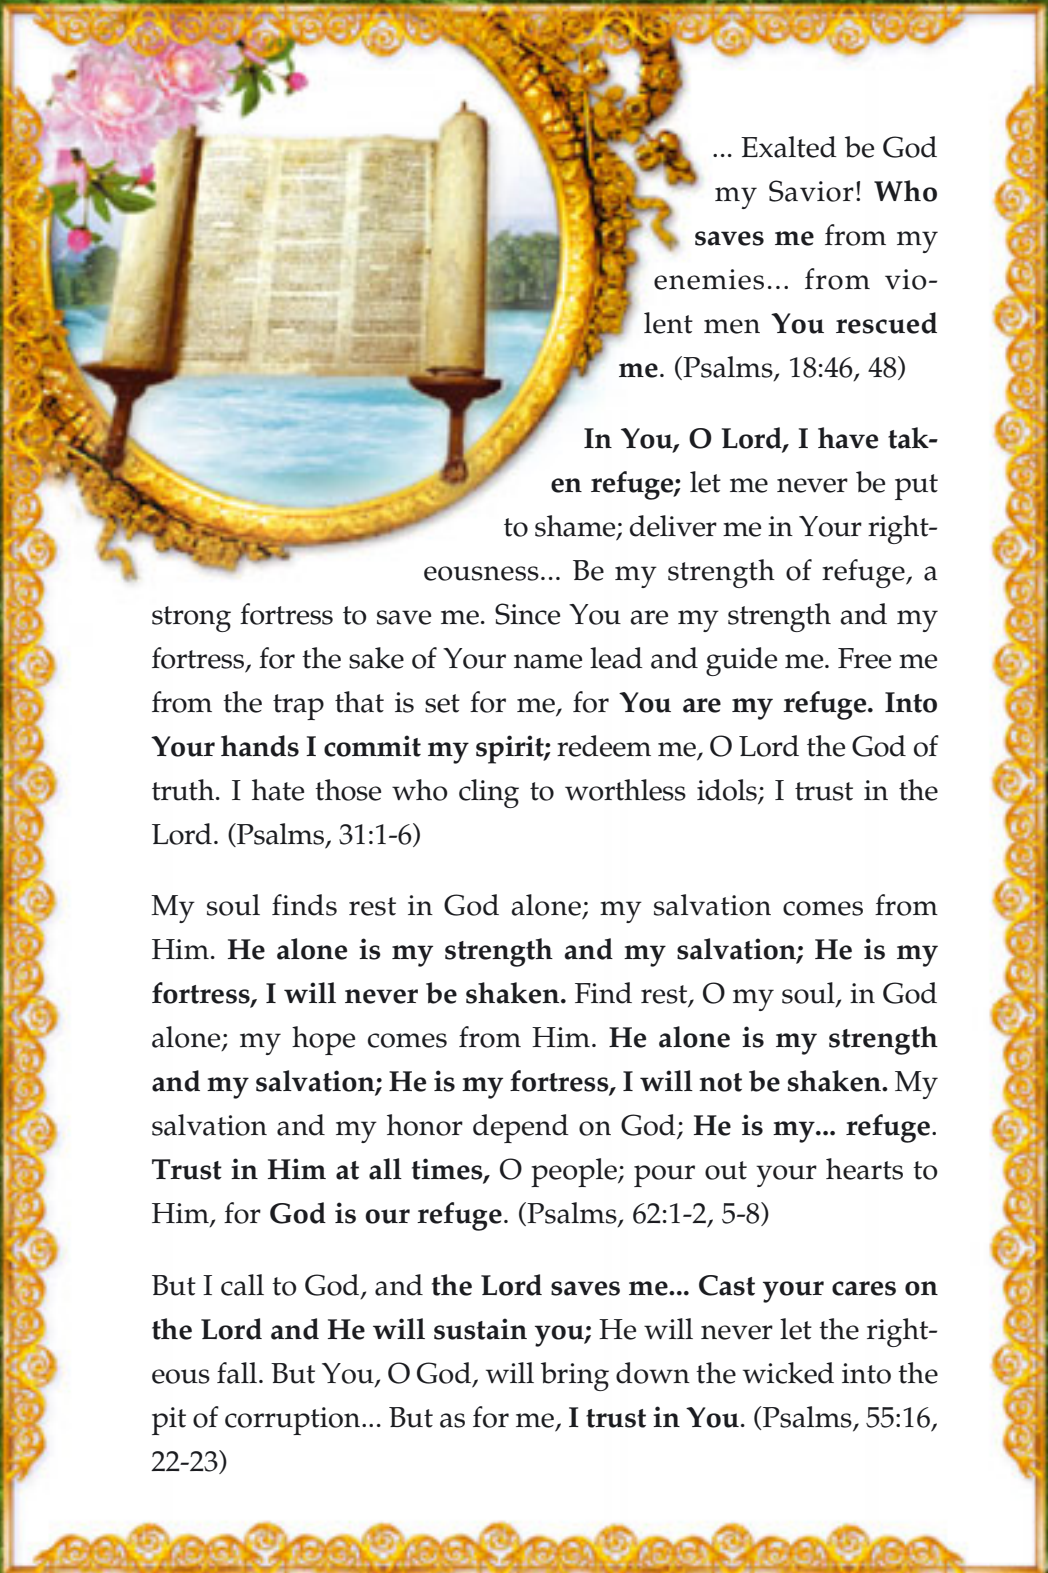 ... Exalted be God
my Savior! Who
saves me from my
enemies... from vio-
lent men You rescued
me. (Psalms, 18:46, 48)
In You, O Lord, I have tak-
en refuge; let me never be put
to shame; deliver me in Your right-
eousness... Be my strength of refuge, a
strong fortress to save me. Since You are my strength and my
fortress, for the sake of Your name lead and guide me. Free me
from the trap that is set for me, for You are my refuge. Into
Your hands I commit my spirit; redeem me, O Lord the God of
truth. I hate those who cling to worthless idols; I trust in the
Lord. (Psalms, 31:1-6)
My soul finds rest in God alone; my salvation comes from
Him. He alone is my strength and my salvation; He is my
fortress, I will never be shaken. Find rest, O my soul, in God
alone; my hope comes from Him. He alone is my strength
and my salvation; He is my fortress, I will not be shaken. My
salvation and my honor depend on God; He is my... refuge.
Trust in Him at all times, O people; pour out your hearts to
Him, for God is our refuge. (Psalms, 62:1-2, 5-8)
But I call to God, and the Lord saves me... Cast your cares on
the Lord and He will sustain you; He will never let the right-
eous fall. But You, O God, will bring down the wicked into the
pit of corruption... But as for me, I trust in You. (Psalms, 55:16,
22-23)